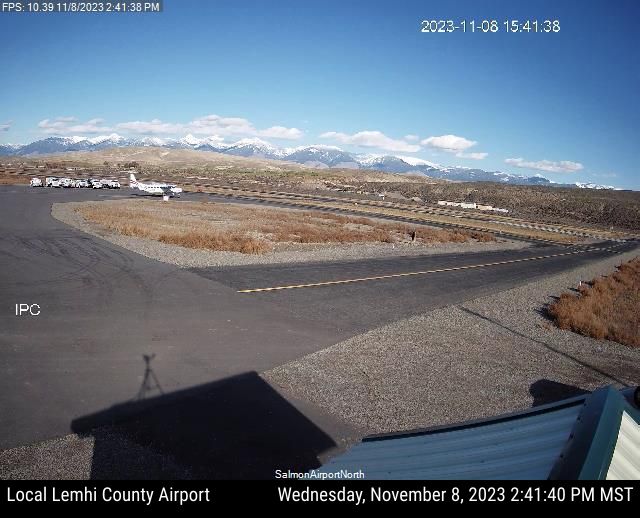 FPS: 10.39 11/8/2023 2:41:38 PM
2023-11-08 15:41:38
IPC
SalmonAirportNorth
Local Lemhi County Airport Wednesday, November 8, 2023 2:41:40 PM MST